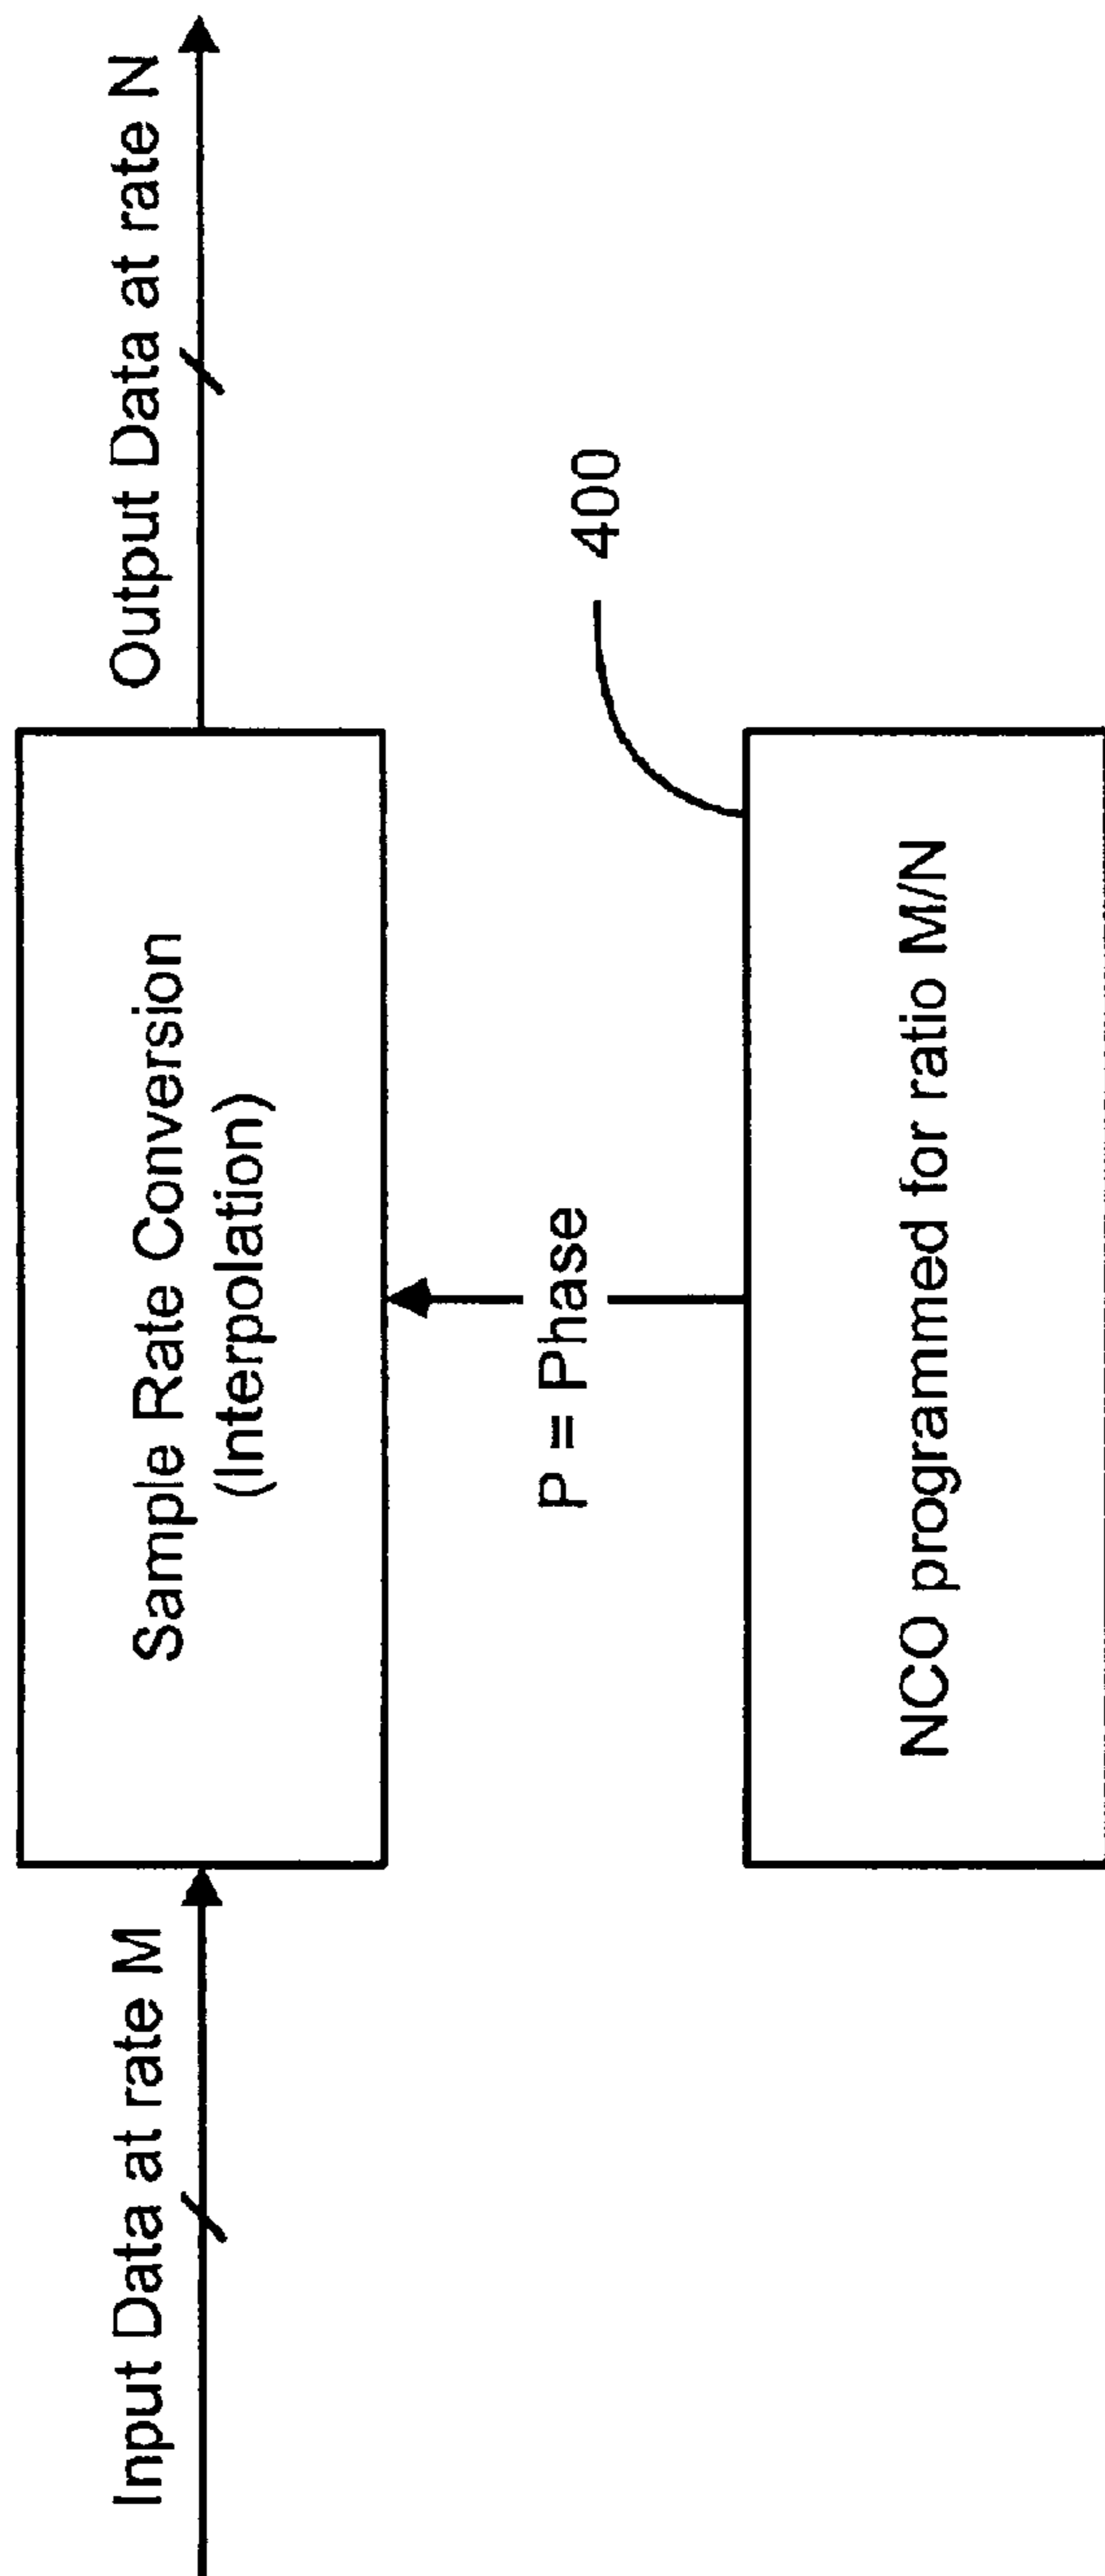 Input Data at rate M
Sample Rate Conversion
(Interpolation)
Output Data at rate N
P = Phase
400
NCO programmed for ratio M/N